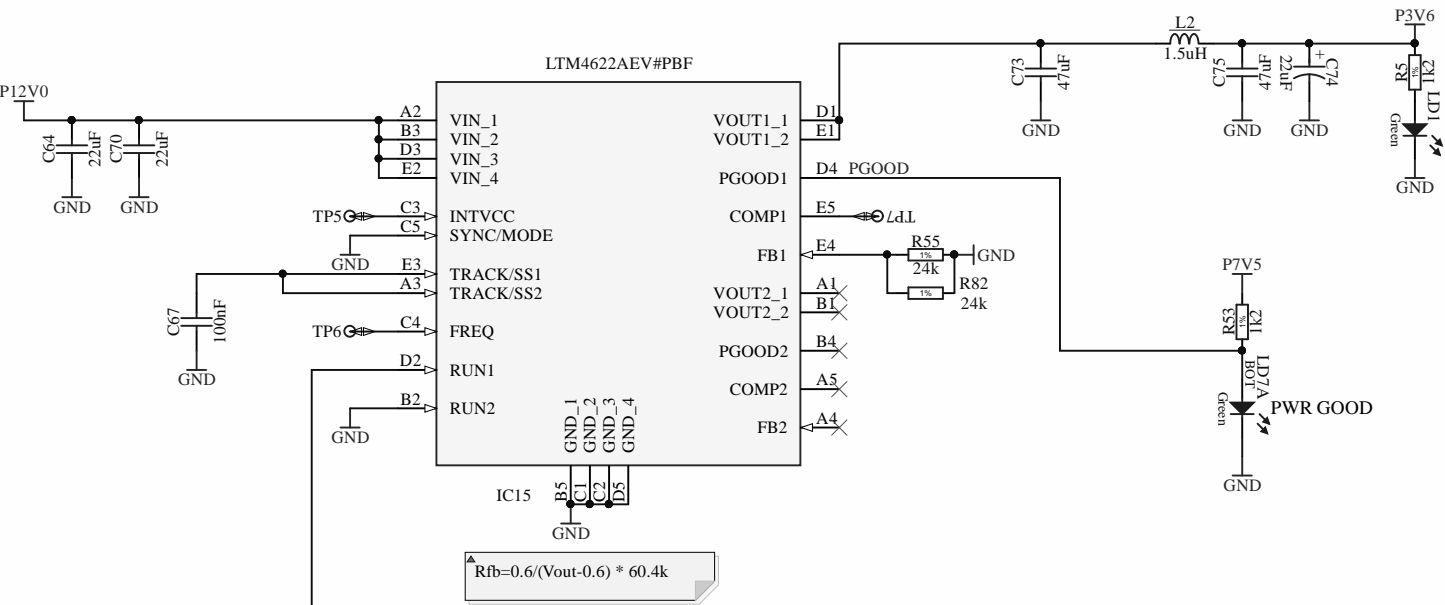 LTM4622AEV#PBF
P12V0
C64
22uF
C70
22uF
GND
GND
A2
B3
D3
E2
VIN_1
VIN_2
VIN_3
VIN_4
TP5
C3
INTVCC
C5
SYNC/MODE
GND
E3
TRACK/SS1
A3
TRACK/SS2
C67
100nF
GND
TP6
C4
FREQ
D2
RUN1
B2
RUN2
GND
GND_1
GND_2
GND_3
GND_4
B5
C1
C2
D5
IC15
GND
VOUT1_1
D1
VOUT1_2
E1
PGOOD1
D4
PGOOD
COMP1
E5
TP7
FB1
E4
R55
1%
24k
GND
R82
1%
24k
VOUT2_1
A1
VOUT2_2
B1
PGOOD2
B4
COMP2
A5
FB2
A4
C73
47uF
GND
L2
1.5uH
C75
47uF
GND
22uF
+
C74
GND
P3V6
R5
1%
1k2
LD1
Green
GND
P7V5
R53
1%
1k2
LD7A
BOT
Green
PWR GOOD
GND
Rfb=0.6/(Vout-0.6) * 60.4k